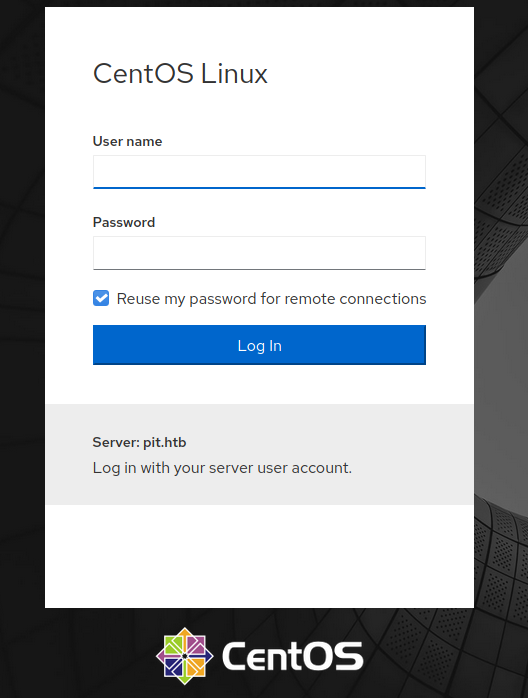 CentOS Linux
User name
Password
Reuse my password for remote connections
Log In
Server: pit.htb
Log in with your server user account.
CentOS